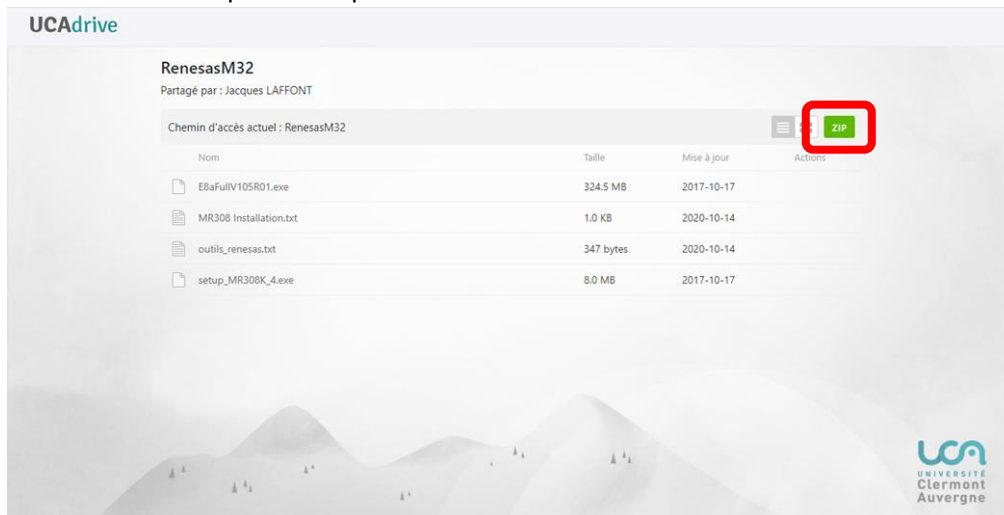 UCAdrive
RenesasM32
Partagé par : Jacques LAFFONT
Chemin d'accès actuel : RenesasM32
ZIP
Nom Taille Mise à jour Actions
E8aFullV105R01.exe 324.5 MB 2017-10-17
MR308 Installation.txt 1.0 KB 2020-10-14
outils_renesas.txt 347 bytes 2020-10-14
setup_MR308K_4.exe 8.0 MB 2017-10-17
uca
UNIVERSITÉ
Clermont
Auvergne